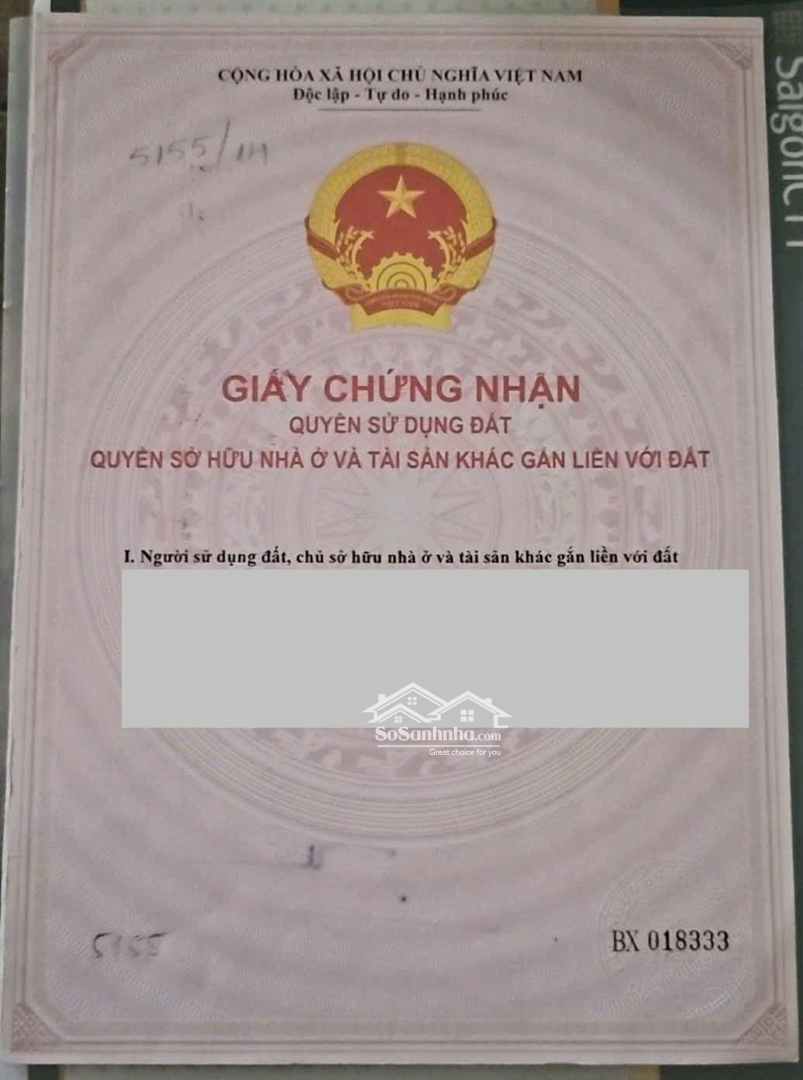 CỘNG HÒA XÃ HỘI CHỦ NGHĨA VIỆT NAM
Độc lập - Tự do - Hạnh phúc
5155/
VIỆT NAM
GIẤY CHỨNG NHẬN
QUYỀN SỬ DỤNG ĐẤT
QUYỀN SỞ HỮU NHÀ Ở VÀ TÀI SẢN KHÁC GẮN LIỀN VỚI ĐẤT
I. Người sử dụng đất, chủ sở hữu nhà ở và tài sản khác gắn liền với đất
SoSanhnha.com
Great choice for you
5155
BX 018333